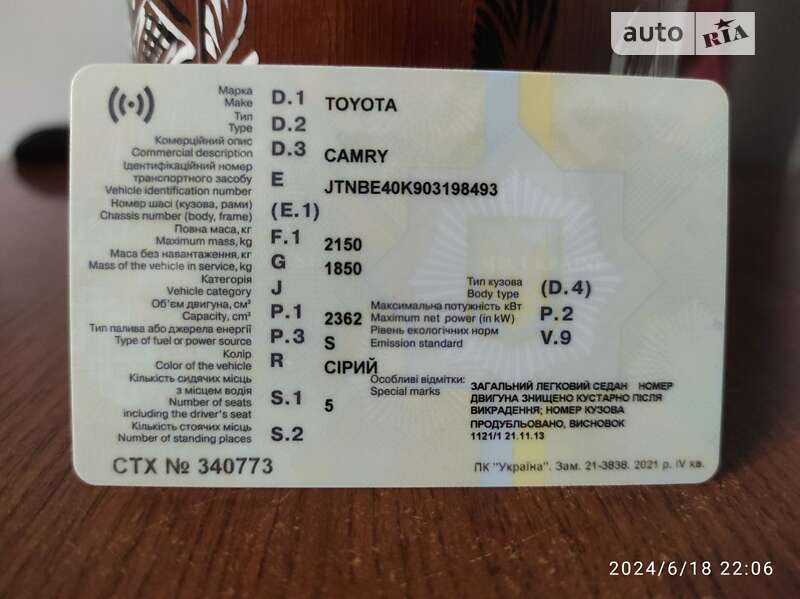 auto RIA
Марка
Make D.1 TOYOTA
Тип
Type D.2
Комерційний опис
Commercial description D.3 CAMRY
Ідентифікаційний номер
транспортного засобу
Vehicle identification number E JTNBE40K903198493
Номер шасі (кузова, рами)
Chassis number (body, frame) (E.1)
Повна маса, кг
Maximum mass, kg F.1 2150
Маса без навантаження, кг
Mass of the vehicle in service, kg G 1850
Категорія
Vehicle category J
Тип кузова
Body type (D.4)
Об'єм двигуна, см³
Capacity, cm³ P.1 2362
Максимальна потужність кВт
Maximum net power (in kW) P.2
Тип палива або джерела енергії
Type of fuel or power source P.3 S
Рівень екологічних норм
Emission standard V.9
Колір
Color of the vehicle R СІРИЙ
Кількість сидячих місць
з місцем водія
Number of seats
including the driver's seat S.1 5
Кількість стоячих місць
Number of standing places S.2
Особливі відмітки:
Special marks
ЗАГАЛЬНИЙ ЛЕГКОВИЙ СЕДАН НОМЕР
ДВИГУНА ЗНИЩЕНО КУСТАРНО ПІСЛЯ
ВИКРАДЕННЯ; НОМЕР КУЗОВА
ПРОДУБЛЬОВАНО, ВИСНОВОК
1121/1 21.11.13
СТХ № 340773
ПК "Україна". Зам. 21-3838. 2021 р. IV кв.
2024/6/18 22:06